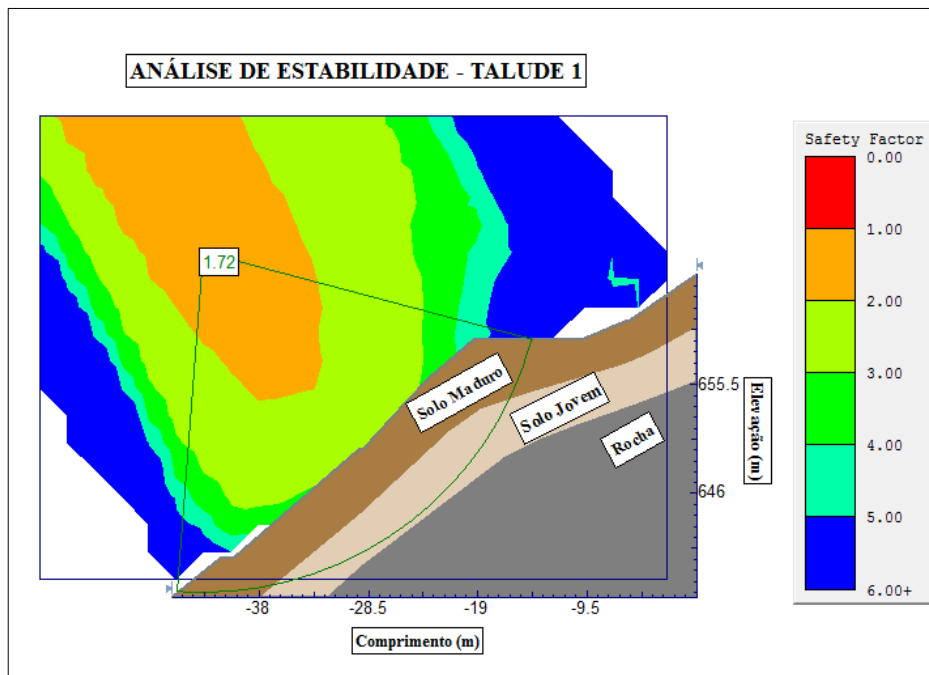 ANÁLISE DE ESTABILIDADE - TALUDE 1
Safety Factor
0.00
1.00
2.00
3.00
4.00
5.00
6.00+
1.72
Solo Maduro
Solo Jovem
Rocha
655.5
646
Elevação (m)
-38
-28.5
-19
-9.5
Comprimento (m)